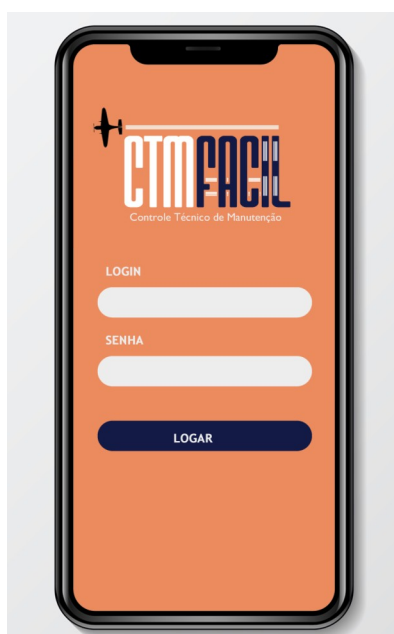 CTMFACIL
Controle Técnico de Manutenção
LOGIN
SENHA
LOGAR